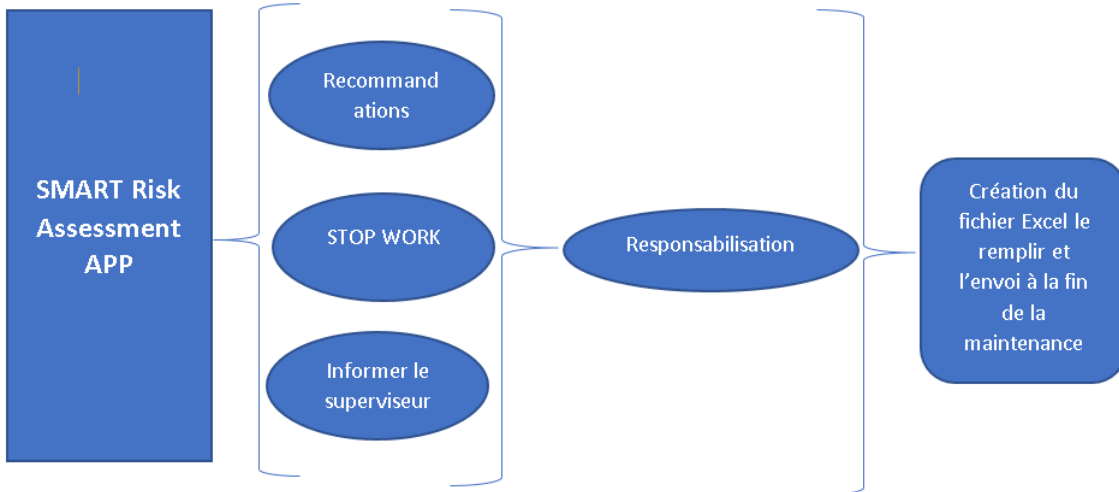 SMART Risk
Assessment
APP
Recommand
ations
STOP WORK
Informer le
superviseur
Responsabilisation
Création du
fichier Excel le
remplir et
l'envoi à la fin
de la
maintenance